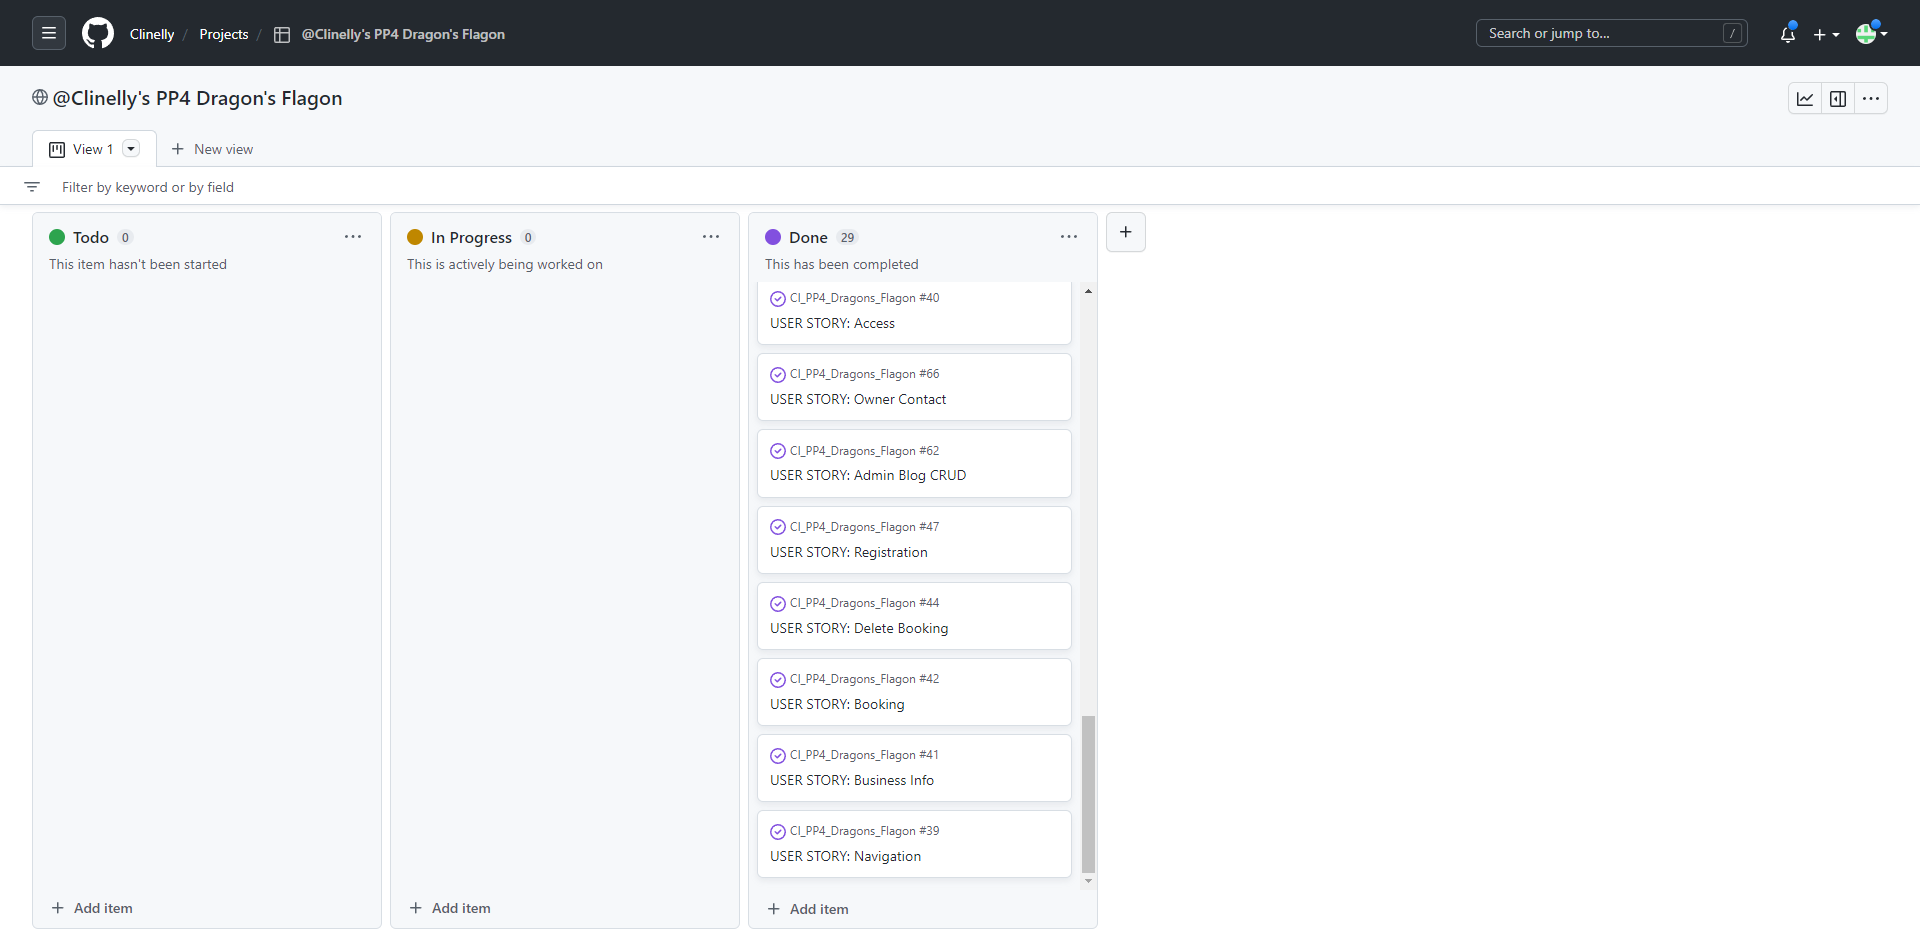 Clinelly / Projects / @Clinelly's PP4 Dragon's Flagon
Search or jump to... /
@Clinelly's PP4 Dragon's Flagon
View 1
New view
Filter by keyword or by field
Todo 0
This item hasn't been started
Add item
In Progress 0
This is actively being worked on
Add item
Done 29
This has been completed
CI_PP4_Dragons_Flagon #40
USER STORY: Access
CI_PP4_Dragons_Flagon #66
USER STORY: Owner Contact
CI_PP4_Dragons_Flagon #62
USER STORY: Admin Blog CRUD
CI_PP4_Dragons_Flagon #47
USER STORY: Registration
CI_PP4_Dragons_Flagon #44
USER STORY: Delete Booking
CI_PP4_Dragons_Flagon #42
USER STORY: Booking
CI_PP4_Dragons_Flagon #41
USER STORY: Business Info
CI_PP4_Dragons_Flagon #39
USER STORY: Navigation
Add item